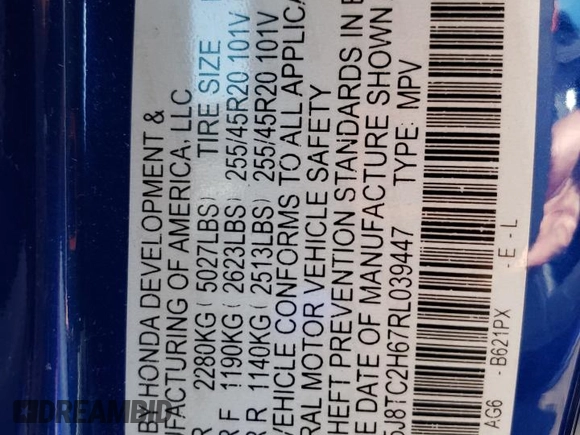 BY HONDA DEVELOPMENT &
FACTURING OF AMERICA, LLC
R 2280KG ( 5027LBS) TIRE SIZE
R F 1190KG ( 2623LBS) 255/45R20 101V
R R 1140KG ( 2513LBS) 255/45R20 101V
VEHICLE CONFORMS TO ALL APPLICA
RAL MOTOR VEHICLE SAFETY
HEFT PREVENTION STANDARDS IN E
E DATE OF MANUFACTURE SHOWN
5J8TC2H67RL039447 TYPE: MPV
AG6 - B621PX - E - L
DREAMBID